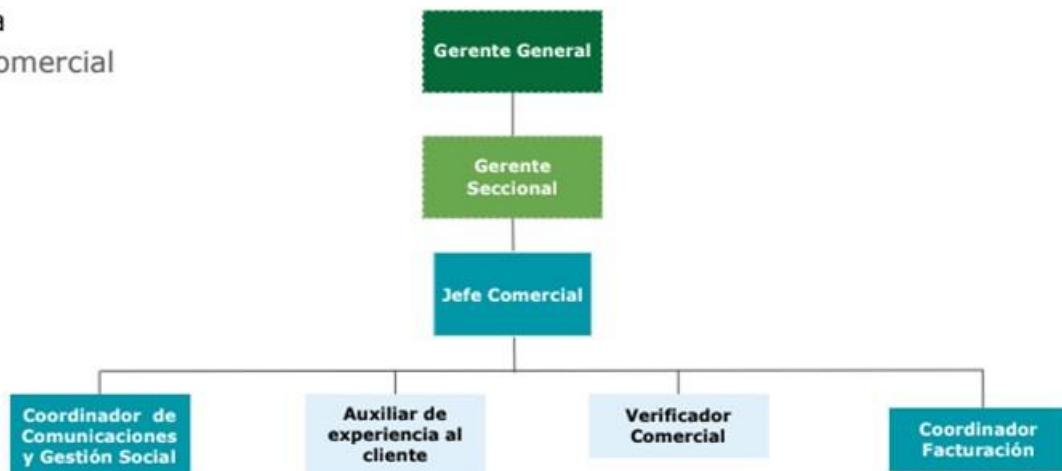 Gerente General
Gerente
Seccional
Jefe Comercial
Coordinador de
Comunicaciones
y Gestión Social
Auxiliar de
experiencia al
cliente
Verificador
Comercial
Coordinador
Facturación